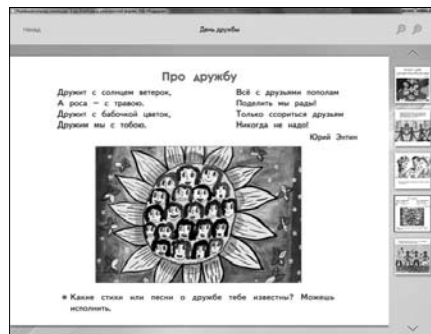 Назад
День дружбы
Про дружбу
Дружит с солнцем ветерок,
А роса – с травою.
Дружит с бабочкой цветок,
Дружим мы с тобою.
Всё с друзьями пополам
Поделить мы рады!
Только ссориться друзьям
Никогда не надо!
Юрий Энтин
Какие стихи или песни о дружбе тебе известны? Можешь
исполнить.